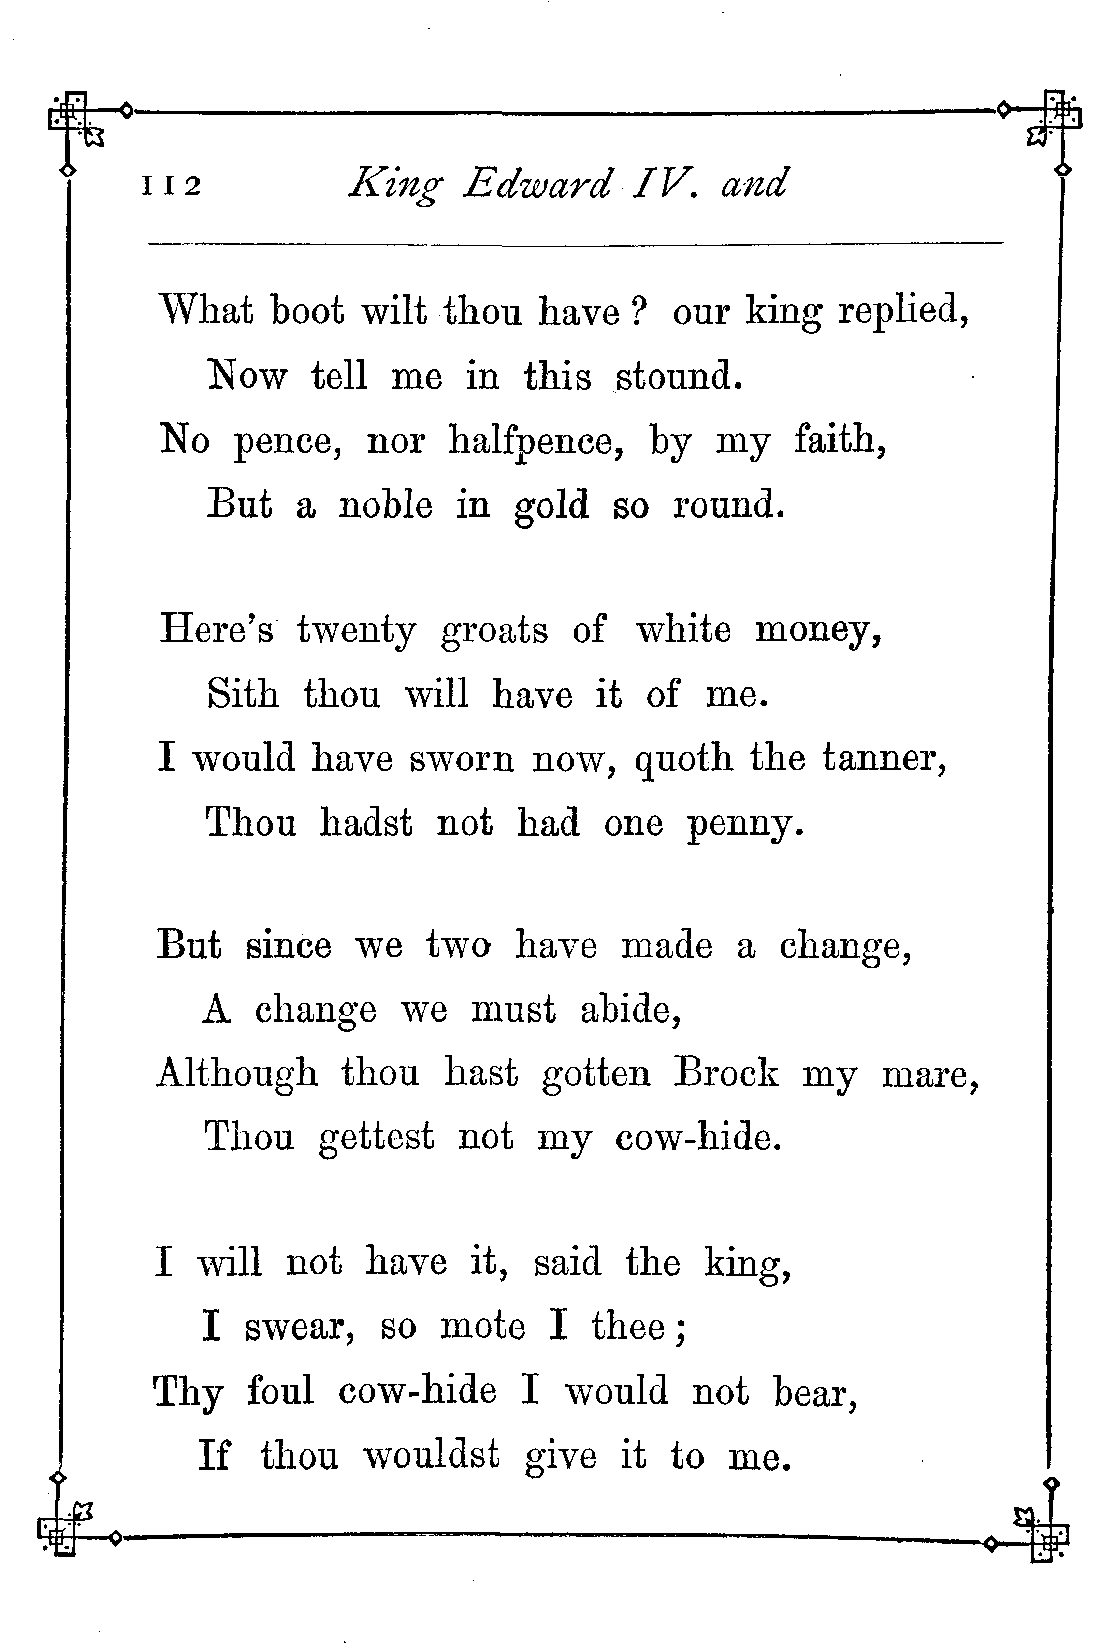 112 King Edward IV. and
What boot wilt thou have ? our king replied,
Now tell me in this stound.
No pence, nor halfpence, by my faith,
But a noble in gold so round.
Here's twenty groats of white money,
Sith thou will have it of me.
I would have sworn now, quoth the tanner,
Thou hadst not had one penny.
But since we two have made a change,
A change we must abide,
Although thou hast gotten Brock my mare,
Thou gettest not my cow-hide.
I will not have it, said the king,
I swear, so mote I thee ;
Thy foul cow-hide I would not bear,
If thou wouldst give it to me.